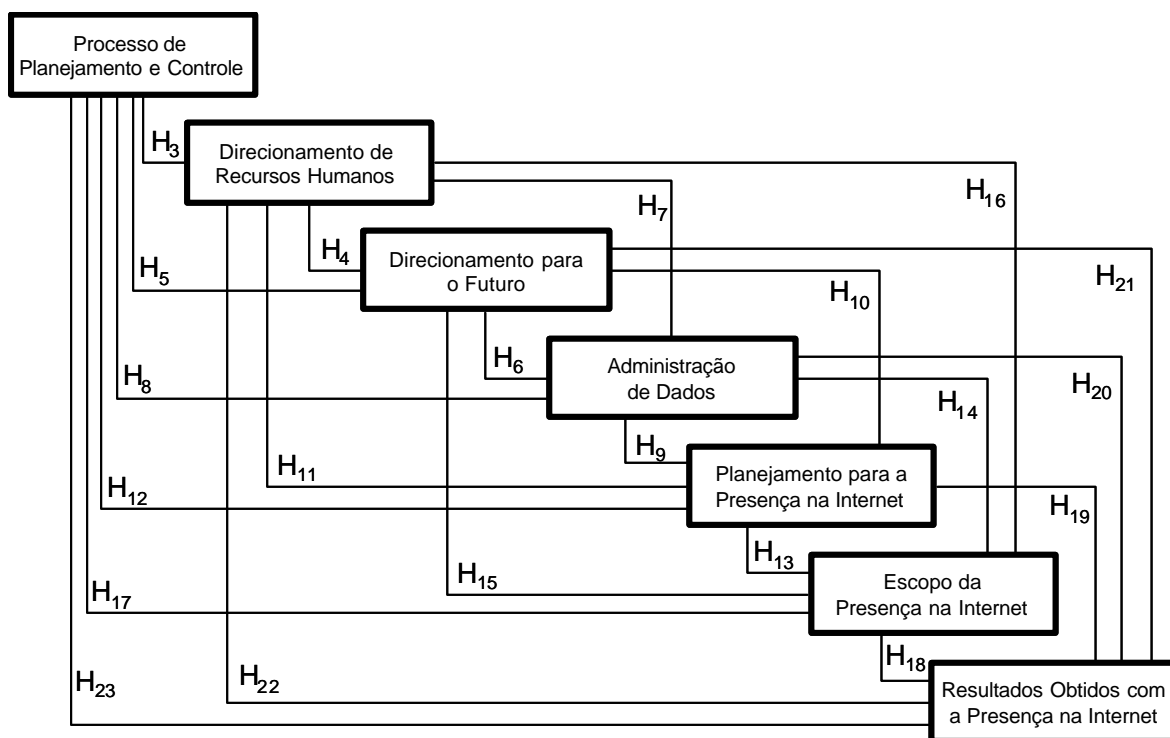 Processo de
Planejamento e Controle
H3
Direcionamento de
Recursos Humanos
H16
H7
H4
Direcionamento para
o Futuro
H5
H21
H10
H6
Administração
de Dados
H8
H20
H14
H9
Planejamento para a
Presença na Internet
H11
H12
H19
H13
Escopo da
Presença na Internet
H15
H17
H18
H22
H23
Resultados Obtidos com
a Presença na Internet